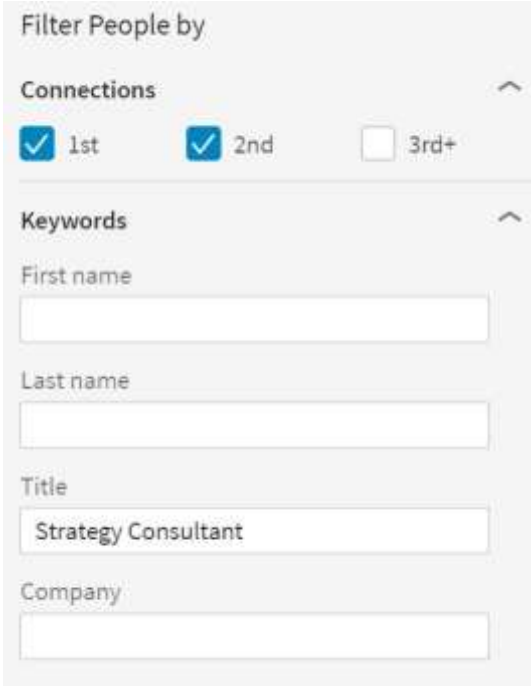 Filter People by
Connections
1st 2nd 3rd+
Keywords
First name
Last name
Title
Strategy Consultant
Company